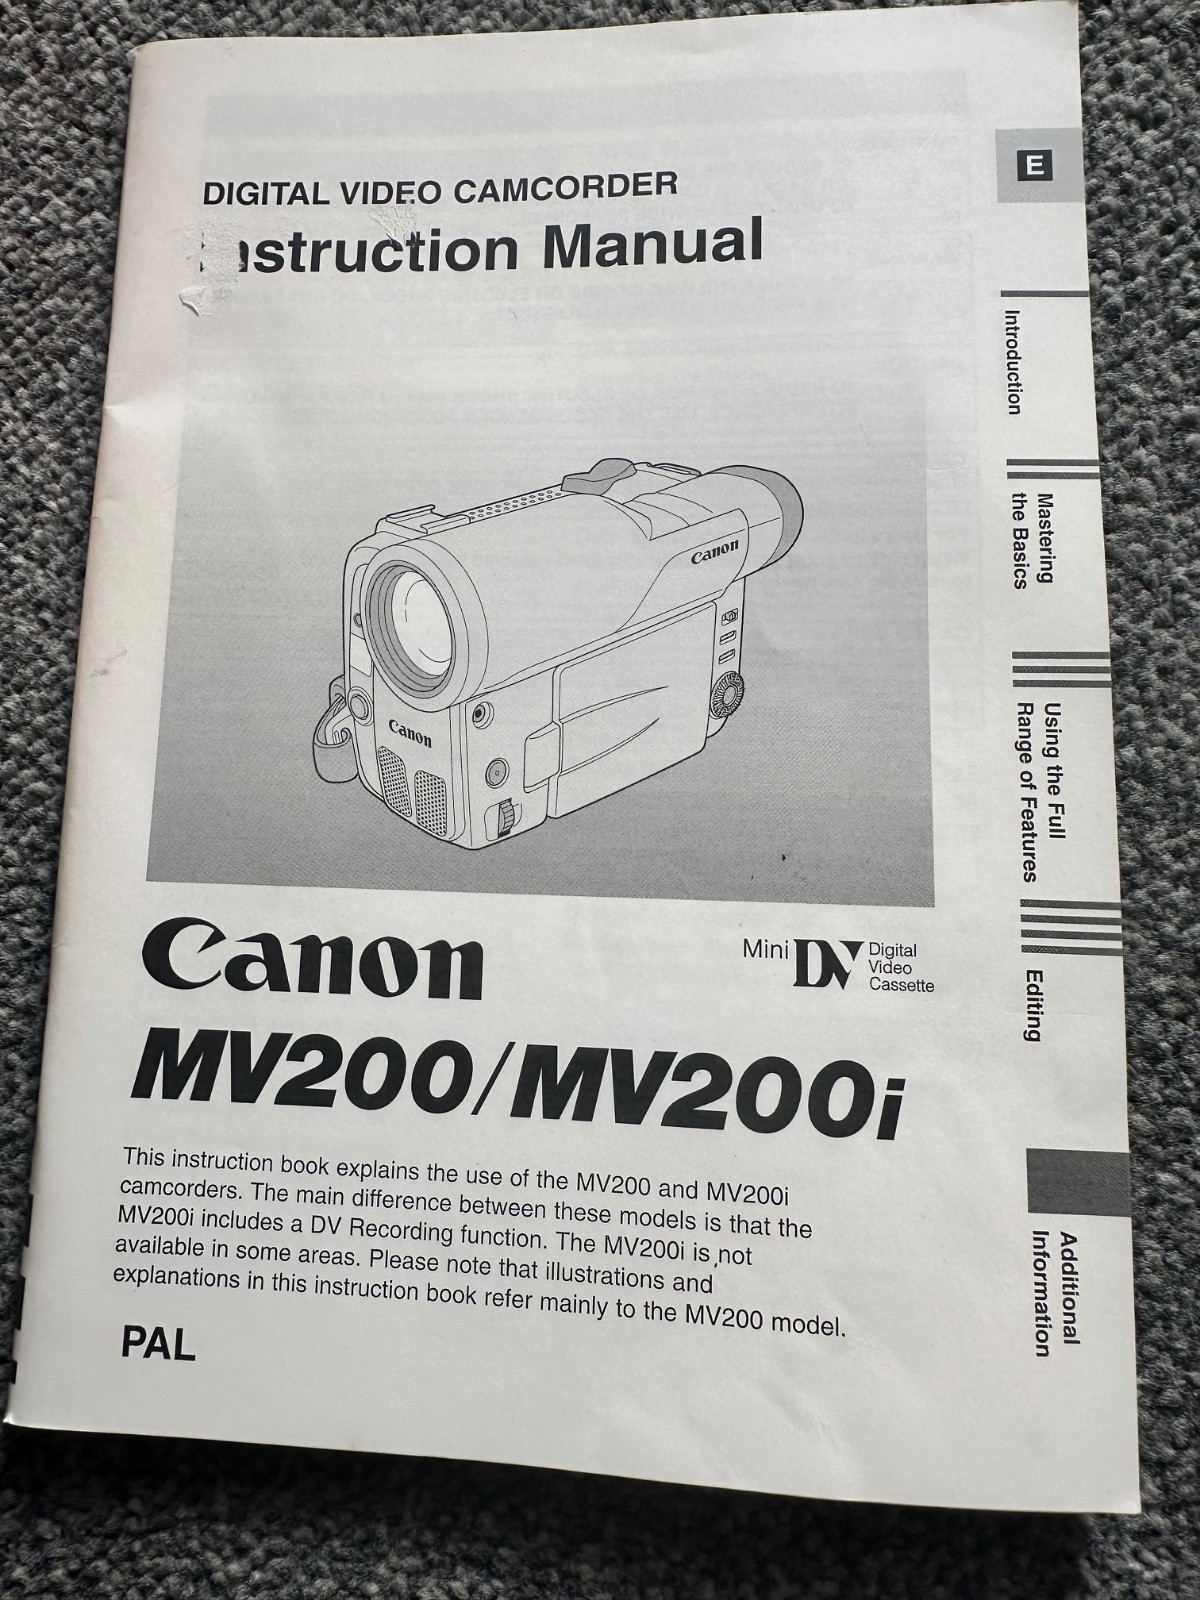 DIGITAL VIDEO CAMCORDER
Instruction Manual
E
Introduction
Mastering
the Basics
Using the Full
Range of Features
Editing
Additional
Information
Canon
Canon
Canon
Mini DV Digital
Video
Cassette
MV200/MV200i
This instruction book explains the use of the MV200 and MV200i
camcorders. The main difference between these models is that the
MV200i includes a DV Recording function. The MV200i is not
available in some areas. Please note that illustrations and
explanations in this instruction book refer mainly to the MV200 model.
PAL